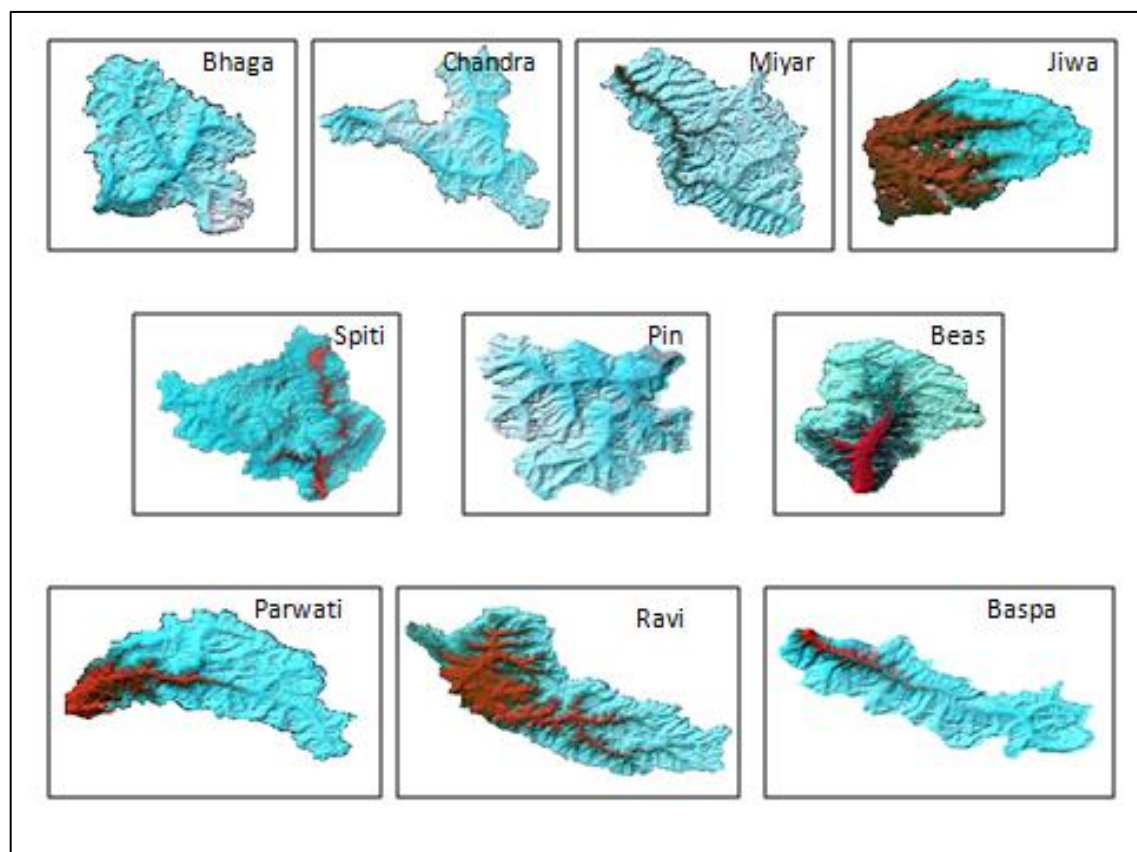 Bhaga
Chandra
Miyar
Jiwa
Spiti
Pin
Beas
Parwati
Ravi
Baspa